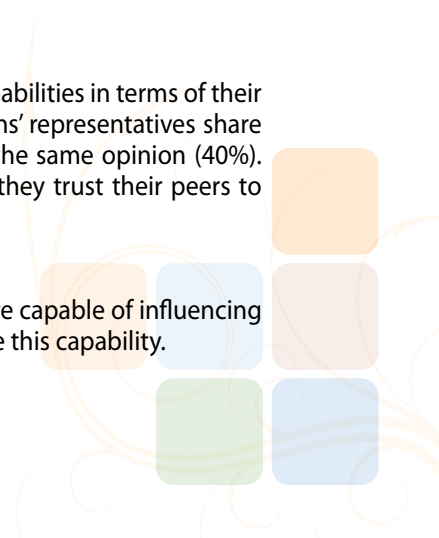 abilities in terms of their
ns' representatives share
he same opinion (40%).
they trust their peers to
re capable of influencing
e this capability.